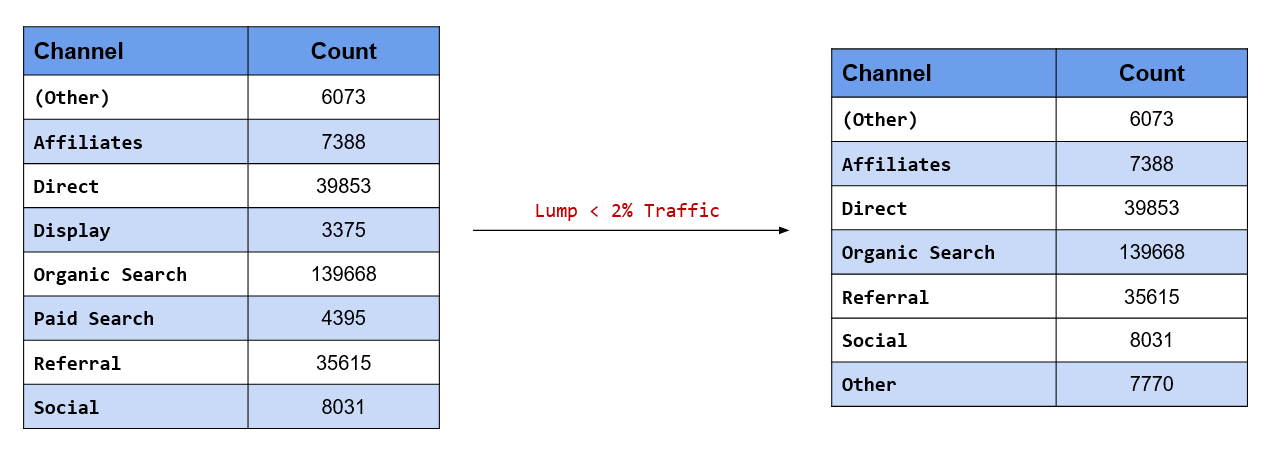 Channel Count
(Other) 6073
Affiliates 7388
Direct 39853
Display 3375
Organic Search 139668
Paid Search 4395
Referral 35615
Social 8031
Lump < 2% Traffic
Channel Count
(Other) 6073
Affiliates 7388
Direct 39853
Organic Search 139668
Referral 35615
Social 8031
Other 7770